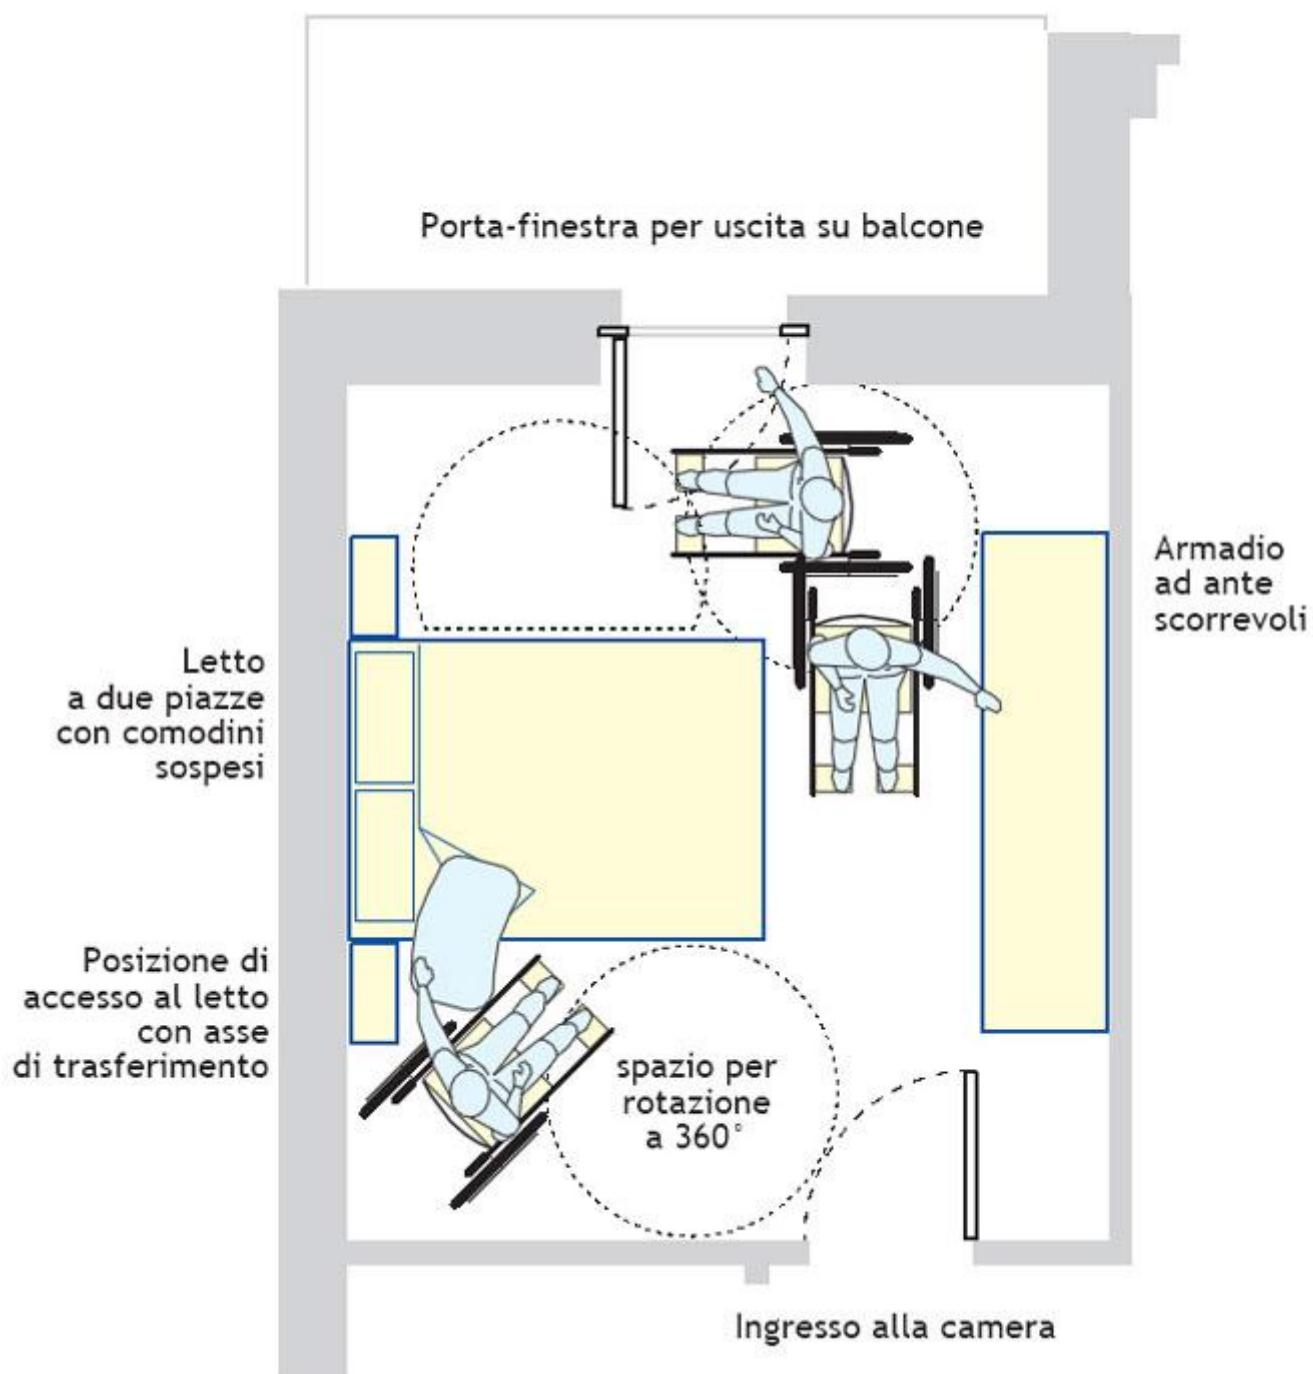 Porta-finestra per uscita su balcone
Armadio
ad ante
scorrevoli
Letto
a due piazze
con comodini
sospesi
Posizione di
accesso al letto
con asse
di trasferimento
spazio per
rotazione
a 360°
Ingresso alla camera